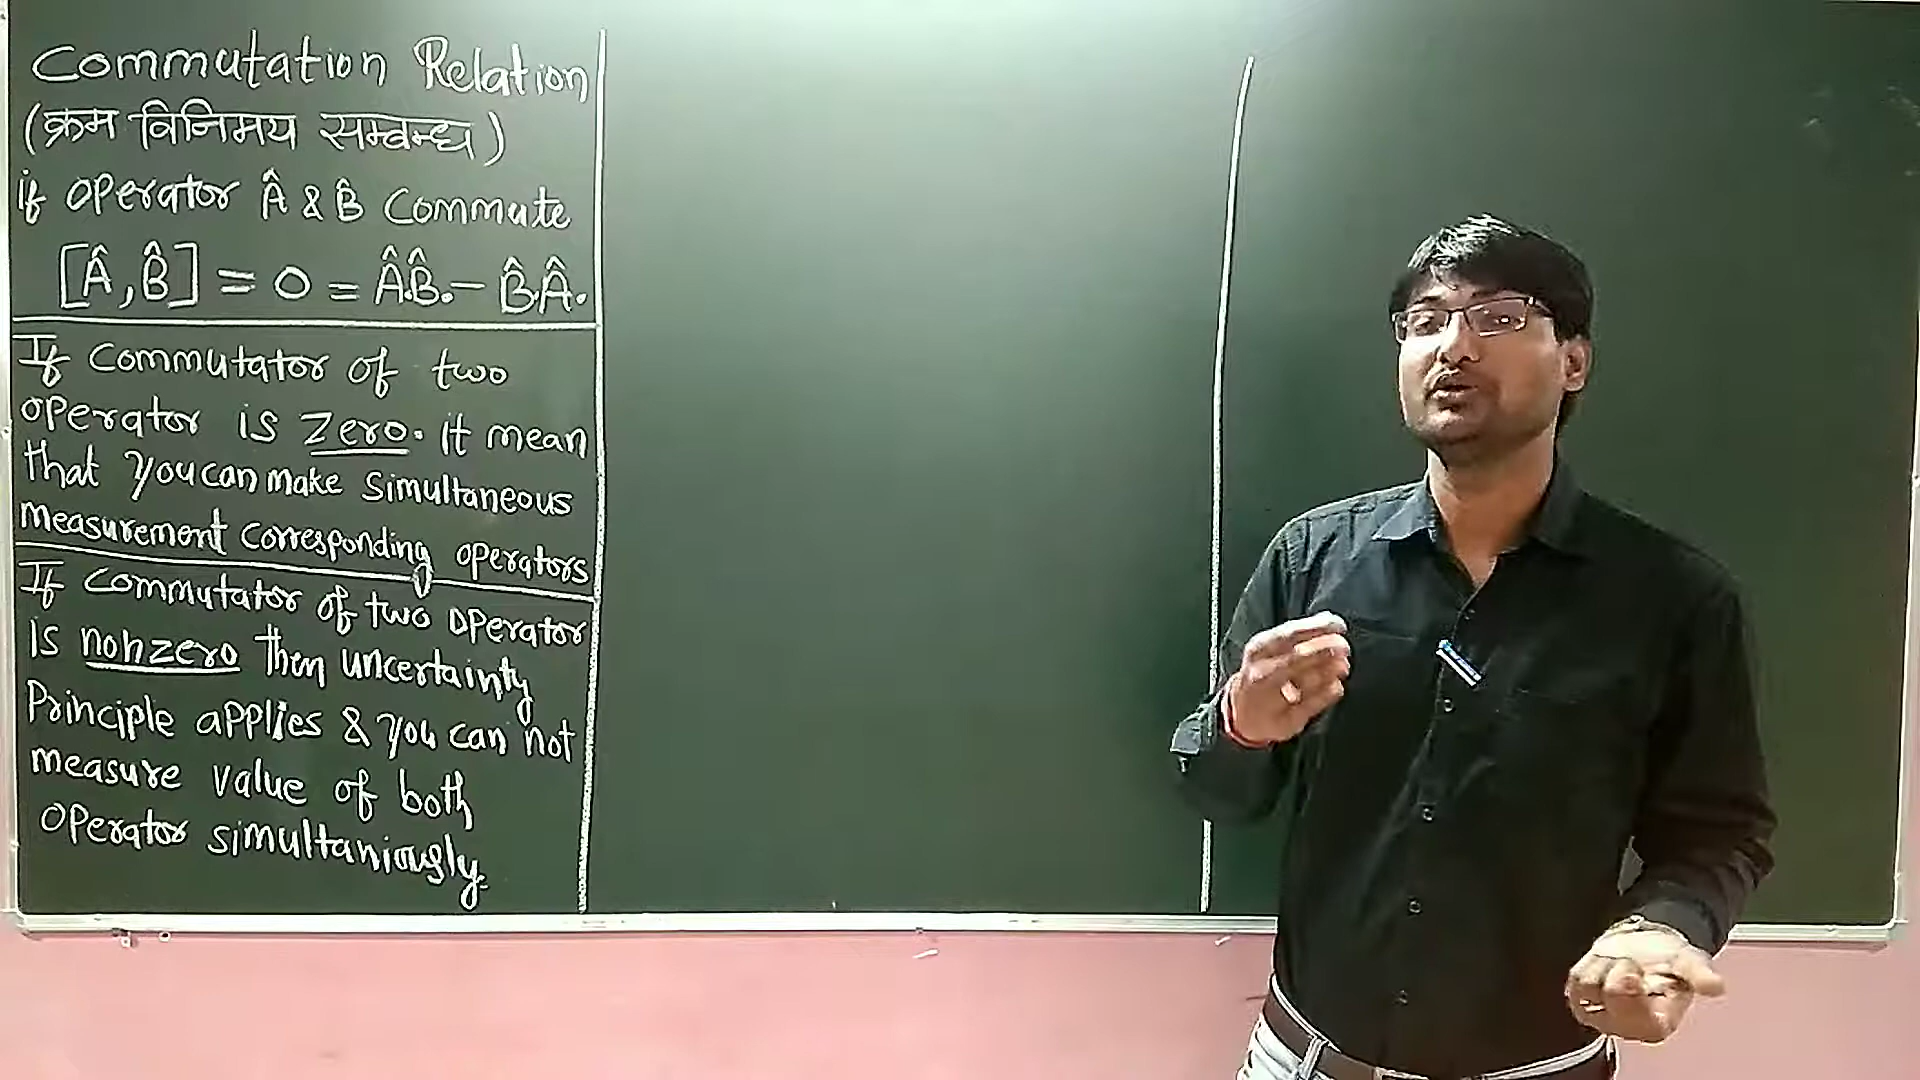 Commutation Relation
(क्रम विनिमय सम्बन्ध)
if operator Â & B̂ Commute
[Â,B̂] = 0 = Â.B̂. - B̂.Â.
If Commutator of two
operator is Zero. It mean
that you can make Simultaneous
measurement corresponding operators
If Commutator of two operator
is nonzero then uncertainty
Principle applies & you can not
measure value of both
operator simultaniously.